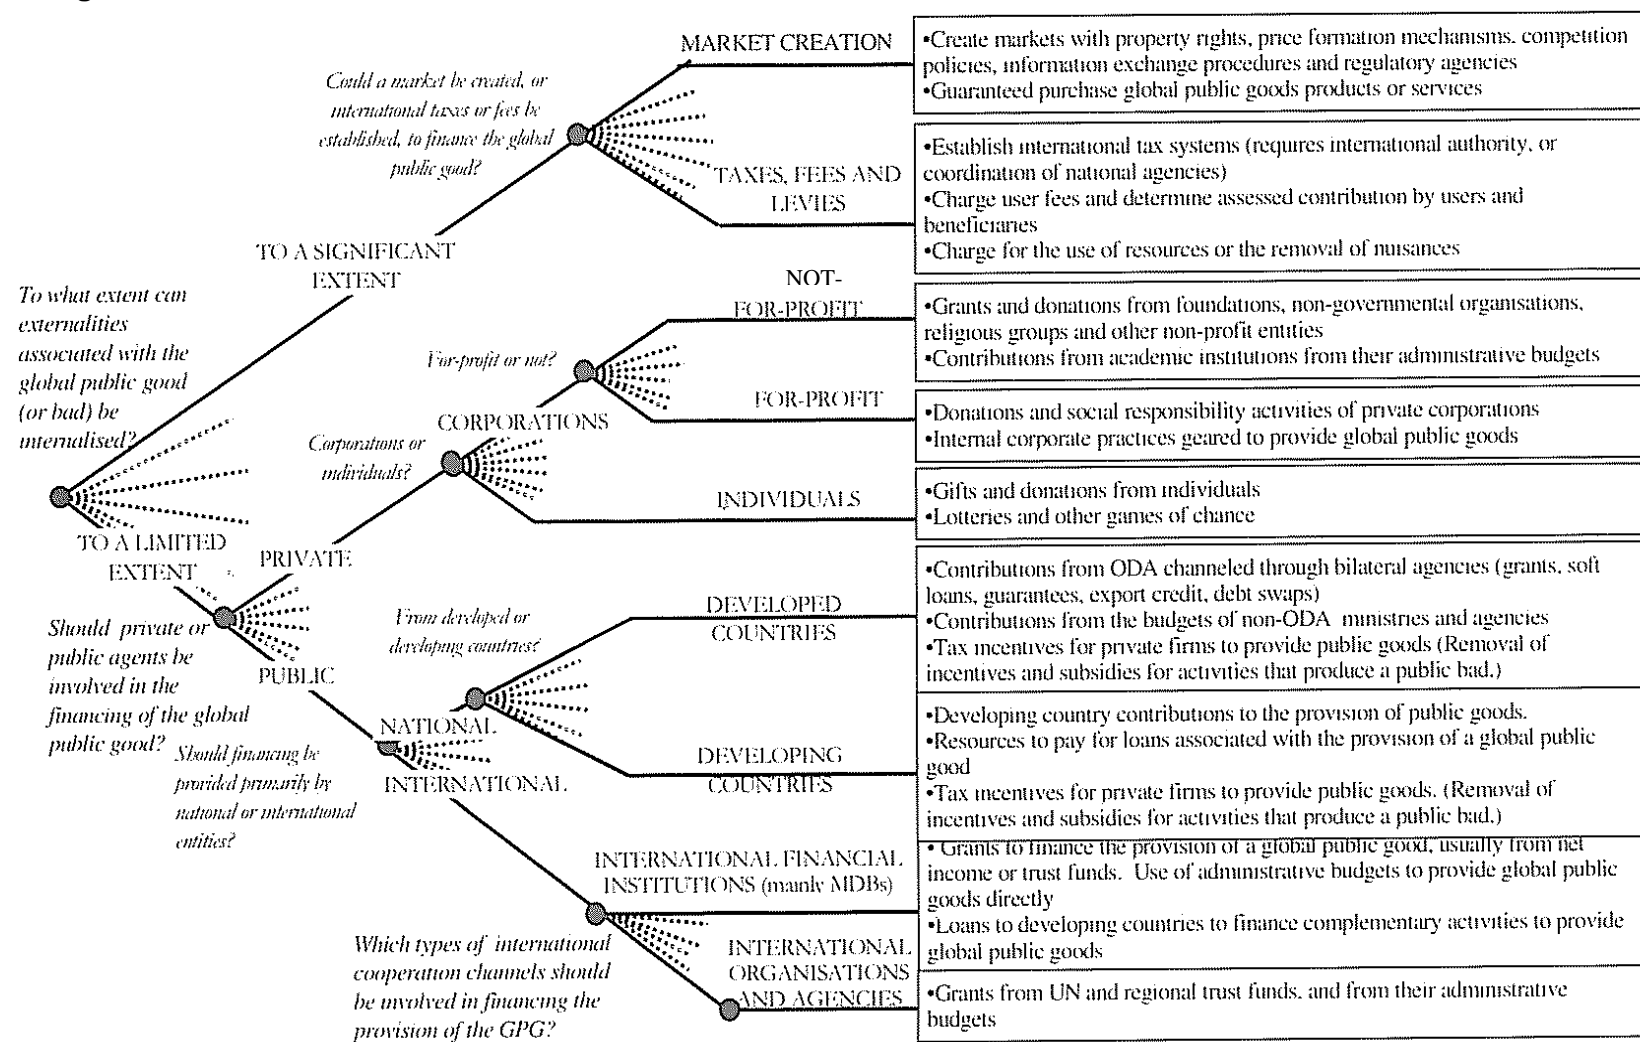 MARKET CREATION
•Create markets with property rights, price formation mechanisms. competition
policies, information exchange procedures and regulatory agencies
•Guaranteed purchase global public goods products or services
Could a market be created, or
international taxes or fees be
established, to finance the global
public good?
TAXES, FEES AND
LEVIES
•Establish international tax systems (requires international authority, or
coordination of national agencies)
•Charge user fees and determine assessed contribution by users and
beneficiaries
•Charge for the use of resources or the removal of nuisances
TO A SIGNIFICANT
EXTENT
To what extent can
externalities
associated with the
global public good
(or bad) be
internalised?
NOT-
FOR-PROFIT
•Grants and donations from foundations, non-governmental organisations,
religious groups and other non-profit entities
•Contributions from academic institutions from their administrative budgets
For-profit or not?
FOR-PROFIT
•Donations and social responsibility activities of private corporations
•Internal corporate practices geared to provide global public goods
CORPORATIONS
Corporations or
individuals?
INDIVIDUALS
•Gifts and donations from individuals
•Lotteries and other games of chance
TO A LIMITED
EXTENT
PRIVATE
Should private or
public agents be
involved in the
financing of the global
public good?
PUBLIC
From developed or
developing countries?
DEVELOPED
COUNTRIES
•Contributions from ODA channeled through bilateral agencies (grants, soft
loans, guarantees, export credit, debt swaps)
•Contributions from the budgets of non-ODA ministries and agencies
•Tax incentives for private firms to provide public goods (Removal of
incentives and subsidies for activities that produce a public bad.)
NATIONAL
Should financing be
provided primarily by
national or international
entities?
INTERNATIONAL
DEVELOPING
COUNTRIES
•Developing country contributions to the provision of public goods.
•Resources to pay for loans associated with the provision of a global public
good
•Tax incentives for private firms to provide public goods. (Removal of
incentives and subsidies for activities that produce a public bad.)
INTERNATIONAL FINANCIAL
INSTITUTIONS (mainly MDBs)
• Grants to finance the provision of a global public good, usually from net
income or trust funds. Use of administrative budgets to provide global public
goods directly
•Loans to developing countries to finance complementary activities to provide
global public goods
Which types of international
cooperation channels should
be involved in financing the
provision of the GPG?
INTERNATIONAL
ORGANISATIONS
AND AGENCIES
•Grants from UN and regional trust funds. and from their administrative
budgets